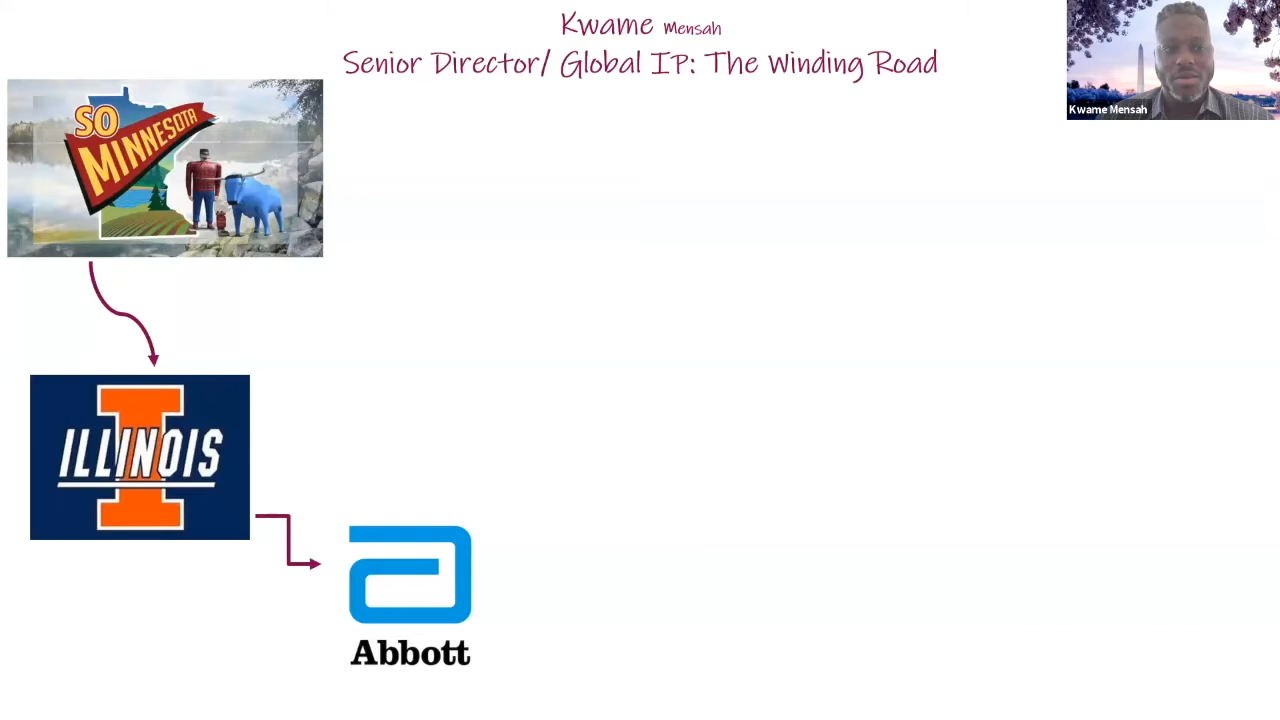 Kwame Mensah
Senior Director/ Global IP: The Winding Road
Kwame Mensah
SO
MINNESOTA
ILLINOIS
Abbott